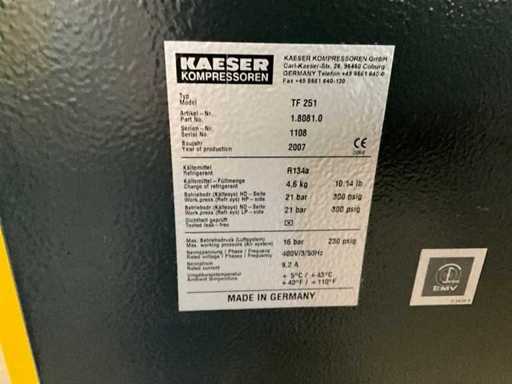 KAESER
KOMPRESSOREN
KAESER KOMPRESSOREN GmbH
Carl-Kaeser-Str. 26, 96450 Coburg
GERMANY Telefon +49 9561 640-0
Fax +49 9561 640-130
Typ
Model TF 251
Artikel-Nr.
Part No. 1.8081.0
Serien-Nr.
Serial No. 1108
Baujahr
Year of production 2007
CE
Kältemittel
Refrigerant R134a
Kältemittel-Füllmenge
Charge of refrigerant 4,6 kg 10.14 lb
Betriebsdr (Kältesys) HD-Seite
Work.press (Refr sys) HP-side 21 bar 300 psig
Betriebsdr (Kältesys) ND-Seite
Work.press (Refr sys) LP-side 21 bar 300 psig
Dichtheit geprüft
Tested leak-free
Max. Betriebsdruck (Luftsystem)
Max. working pressure (Air system) 16 bar 230 psig
Nennspannung / Phase / Frequenz
Rated voltage / Phase / Frequency 400V/3/50Hz
Nennstrom
Rated current 9.2 A
Umgebungstemperatur + 5°C / +43°C
Ambient temperature +40°F / +110°F
MADE IN GERMANY
EMV